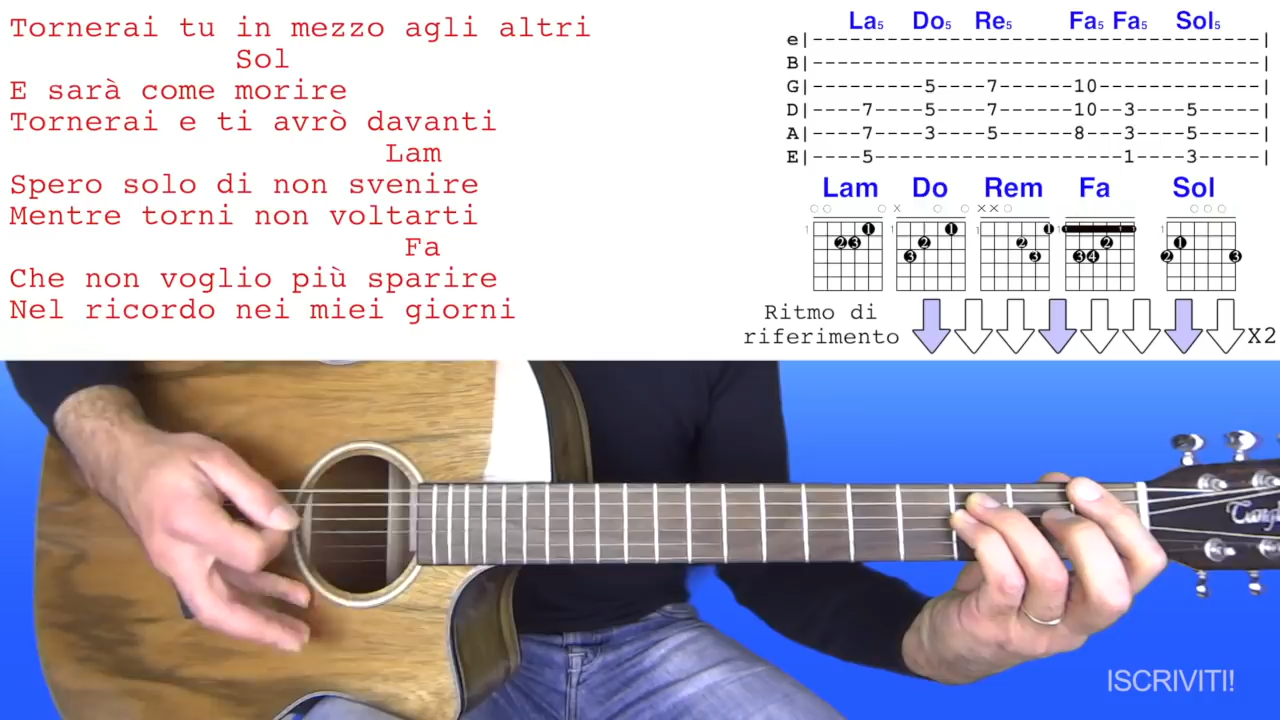 Tornerai tu in mezzo agli altri
Sol
E sarà come morire
Tornerai e ti avrò davanti
Lam
Spero solo di non svenire
Mentre torni non voltarti
Fa
Che non voglio più sparire
Nel ricordo nei miei giorni
La5 Do5 Re5 Fa5 Fa5 Sol5
e|--------------------------------------|
B|--------------------------------------|
G|----------5----7------10--------------|
D|----7-----5----7------10--3----5------|
A|----7-----3----5------8---3----5------|
E|----5---------------------1----3------|
Lam Do Rem Fa Sol
Ritmo di
riferimento X2
ISCRIVITI!